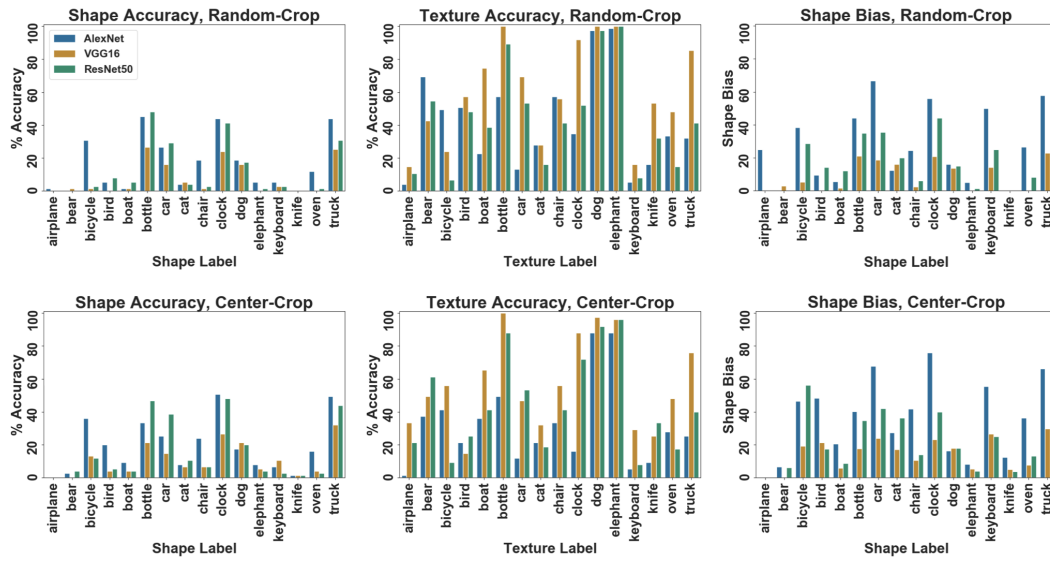 Shape Accuracy, Random-Crop
% Accuracy
0 20 40 60 80 100
AlexNet
VGG16
ResNet50
airplane bear bicycle bird boat bottle car cat chair clock dog elephant keyboard knife oven truck
Shape Label
Texture Accuracy, Random-Crop
% Accuracy
0 20 40 60 80 100
airplane bear bicycle bird boat bottle car cat chair clock dog elephant keyboard knife oven truck
Texture Label
Shape Bias, Random-Crop
Shape Bias
0 20 40 60 80 100
airplane bear bicycle bird boat bottle car cat chair clock dog elephant keyboard knife oven truck
Shape Label
Shape Accuracy, Center-Crop
% Accuracy
0 20 40 60 80 100
airplane bear bicycle bird boat bottle car cat chair clock dog elephant keyboard knife oven truck
Shape Label
Texture Accuracy, Center-Crop
% Accuracy
0 20 40 60 80 100
airplane bear bicycle bird boat bottle car cat chair clock dog elephant keyboard knife oven truck
Texture Label
Shape Bias, Center-Crop
Shape Bias
0 20 40 60 80 100
airplane bear bicycle bird boat bottle car cat chair clock dog elephant keyboard knife oven truck
Shape Label